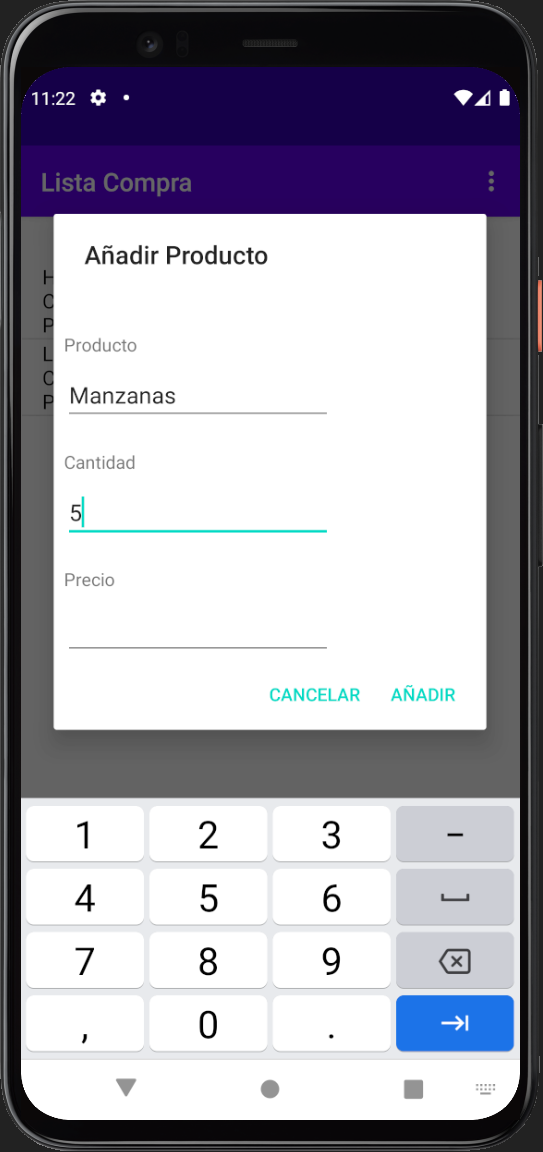 11:22
Lista Compra
Añadir Producto
Producto
Manzanas
Cantidad
5
Precio
CANCELAR AÑADIR
1 2 3 -
4 5 6
7 8 9
, 0 .